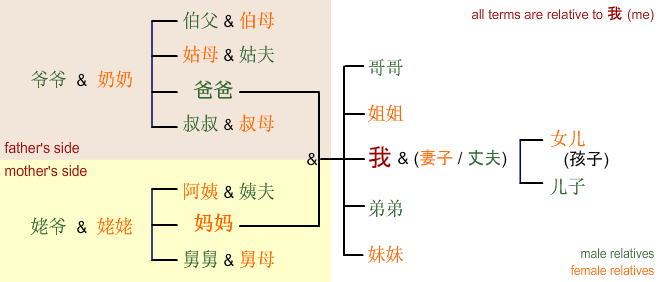 伯父 & 伯母
all terms are relative to 我 (me)
姑母 & 姑夫
哥哥
爷爷 & 奶奶
爸爸
姐姐
叔叔 & 叔母
女儿
father's side
& 我 & (妻子 / 丈夫)
(孩子)
mother's side
儿子
阿姨 & 姨夫
弟弟
姥爷 & 姥姥
妈妈
舅舅 & 舅母
妹妹
male relatives
female relatives